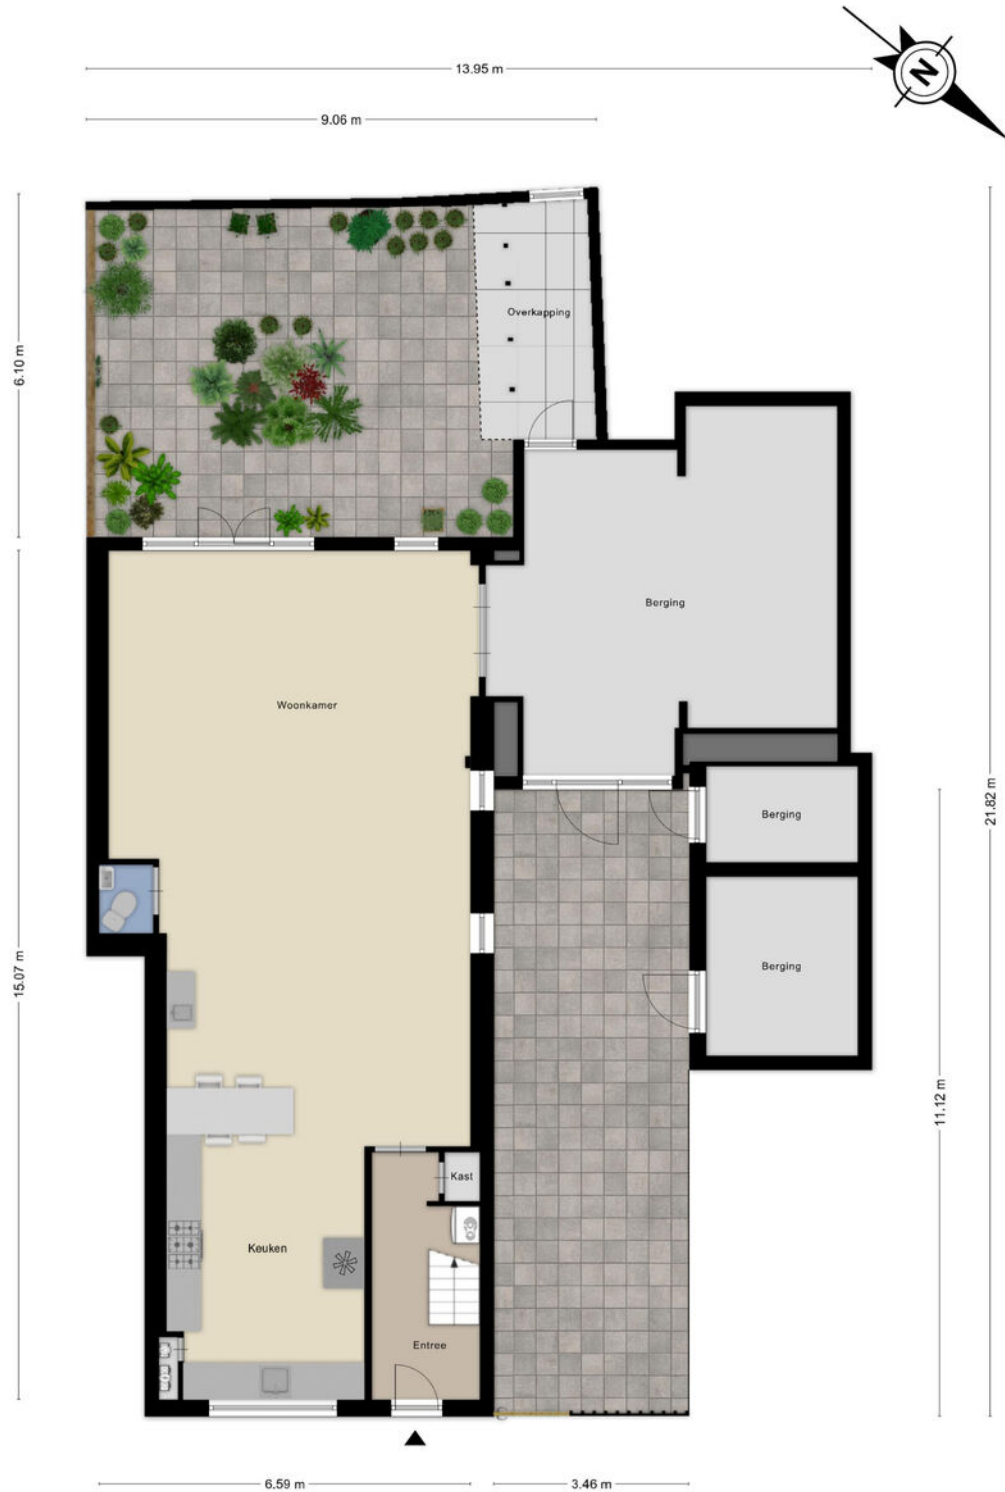 N
13.95 m
9.06 m
Overkapping
6.10 m
Berging
Woonkamer
21.82 m
Berging
Berging
15.07 m
11.12 m
Kast
Keuken
Entree
6.59 m
3.46 m